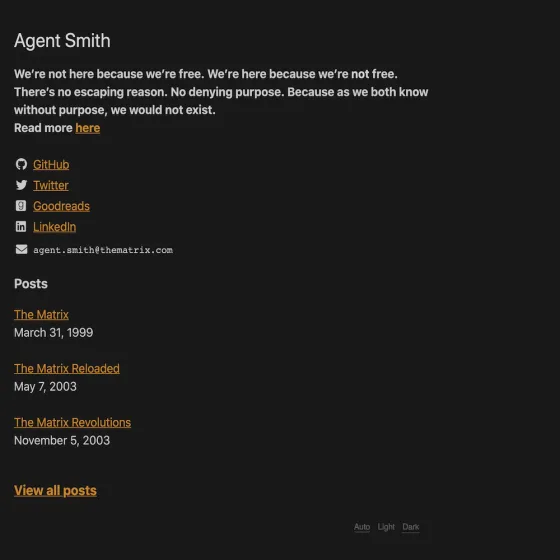 Agent Smith
We’re not here because we’re free. We’re here because we’re not free.
There’s no escaping reason. No denying purpose. Because as we both know
without purpose, we would not exist.
Read more here
GitHub
Twitter
Goodreads
LinkedIn
agent.smith@thematrix.com
Posts
The Matrix
March 31, 1999
The Matrix Reloaded
May 7, 2003
The Matrix Revolutions
November 5, 2003
View all posts
Auto Light Dark